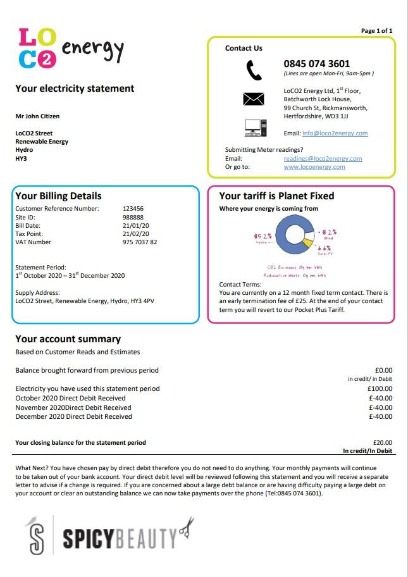 Page 1 of 1
LOCO2 energy
Your electricity statement
Mr John Citizen
LoCO2 Street
Renewable Energy
Hydro
HY3
Contact Us
0845 074 3601
(Lines are open Mon-Fri, 9am-5pm )
LoCO2 Energy Ltd, 1st Floor,
Betchworth Lock House,
99 Church St, Rickmansworth,
Hertfordshire, WD3 1JJ
Email: info@loco2energy.com
Submitting Meter readings?
Email: readings@loco2energy.com
Or go to: www.locoenergy.com
Your Billing Details
Customer Reference Number: 123456
Site ID: 988888
Bill Date: 21/01/20
Tax Point: 21/02/20
VAT Number 975 7037 82
Statement Period:
1st October 2020 – 31st December 2020
Supply Address:
LoCO2 Street, Renewable Energy, Hydro, HY3 4PV
Your tariff is Planet Fixed
Where your energy is coming from
85.2%
8.2%
6.6%
Contact Terms:
You are currently on a 12 month fixed term contact. There is
an early termination fee of £25. At the end of your contact
term you will revert to our Pocket Plus Tariff.
Your account summary
Based on Customer Reads and Estimates
Balance brought forward from previous period £0.00
in credit/ in Debit
Electricity you have used this statement period £100.00
October 2020 Direct Debit Received £-40.00
November 2020Direct Debit Received £-40.00
December 2020 Direct Debit Received £-40.00
Your closing balance for the statement period £20.00
In credit/In Debit
What Next? You have chosen pay by direct debit therefore you do not need to do anything. Your monthly payments will continue
to be taken out of your bank account. Your direct debit level will be reviewed following this statement and you will receive a separate
letter to advise if a change is required. If you are concerned about a large debit balance or are having difficulty paying a large debit on
your account or clear an outstanding balance we can now take payments over the phone (Tel:0845 074 3601).
S SPICYBEAUTY